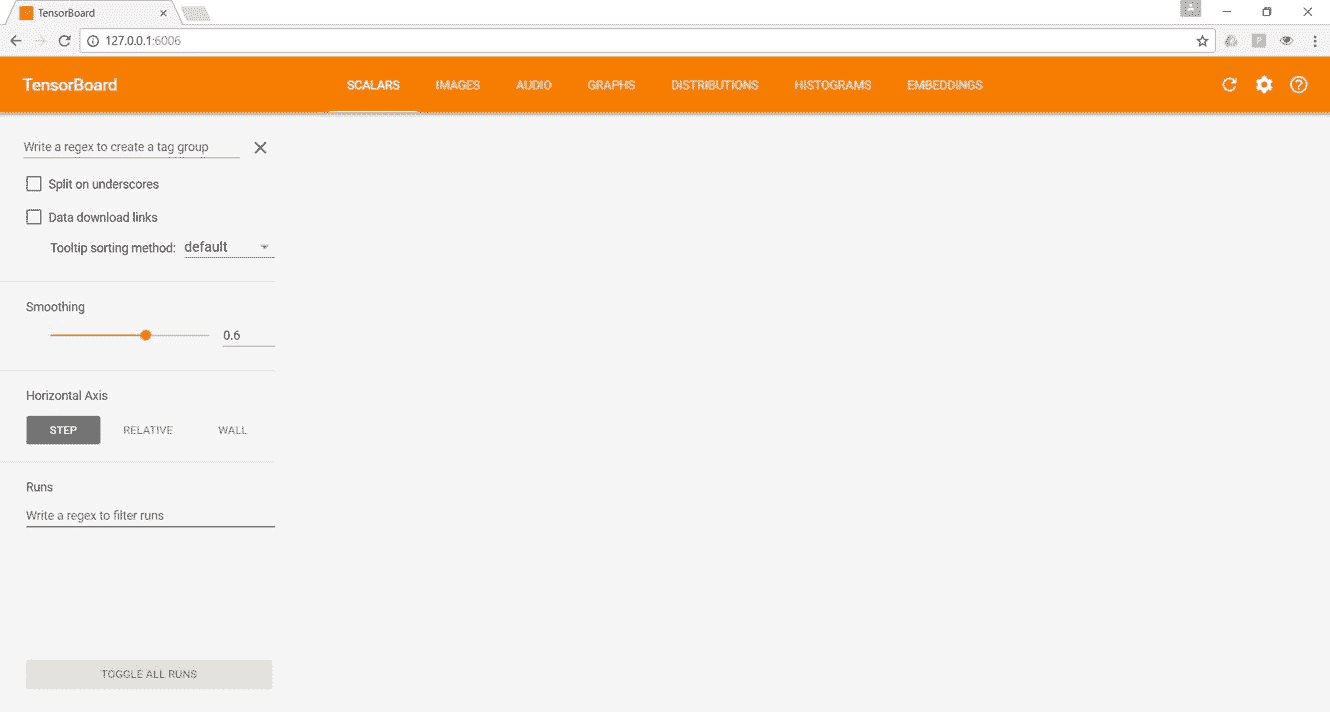 TensorBoard
127.0.0.1:6006
TensorBoard SCALARS IMAGES AUDIO GRAPHS DISTRIBUTIONS HISTOGRAMS EMBEDDINGS
Write a regex to create a tag group
Split on underscores
Data download links
Tooltip sorting method: default
Smoothing
0.6
Horizontal Axis
STEP RELATIVE WALL
Runs
Write a regex to filter runs
TOGGLE ALL RUNS